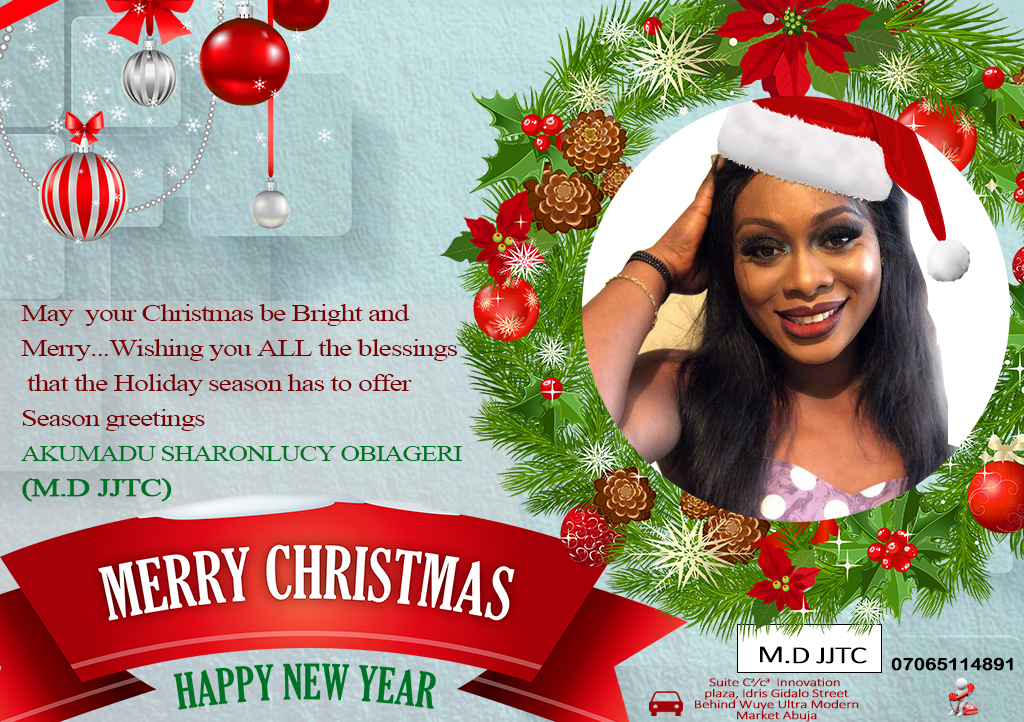 May your Christmas be Bright and
Merry...Wishing you ALL the blessings
that the Holiday season has to offer
Season greetings
AKUMADU SHARONLUCY OBIAGERI
(M.D JJTC)
MERRY CHRISTMAS
HAPPY NEW YEAR
M.D JJTC
07065114891
Innovation
plaza, Idris Gidalo Street
Behind Wuye Ultra Modern
Market Abuja